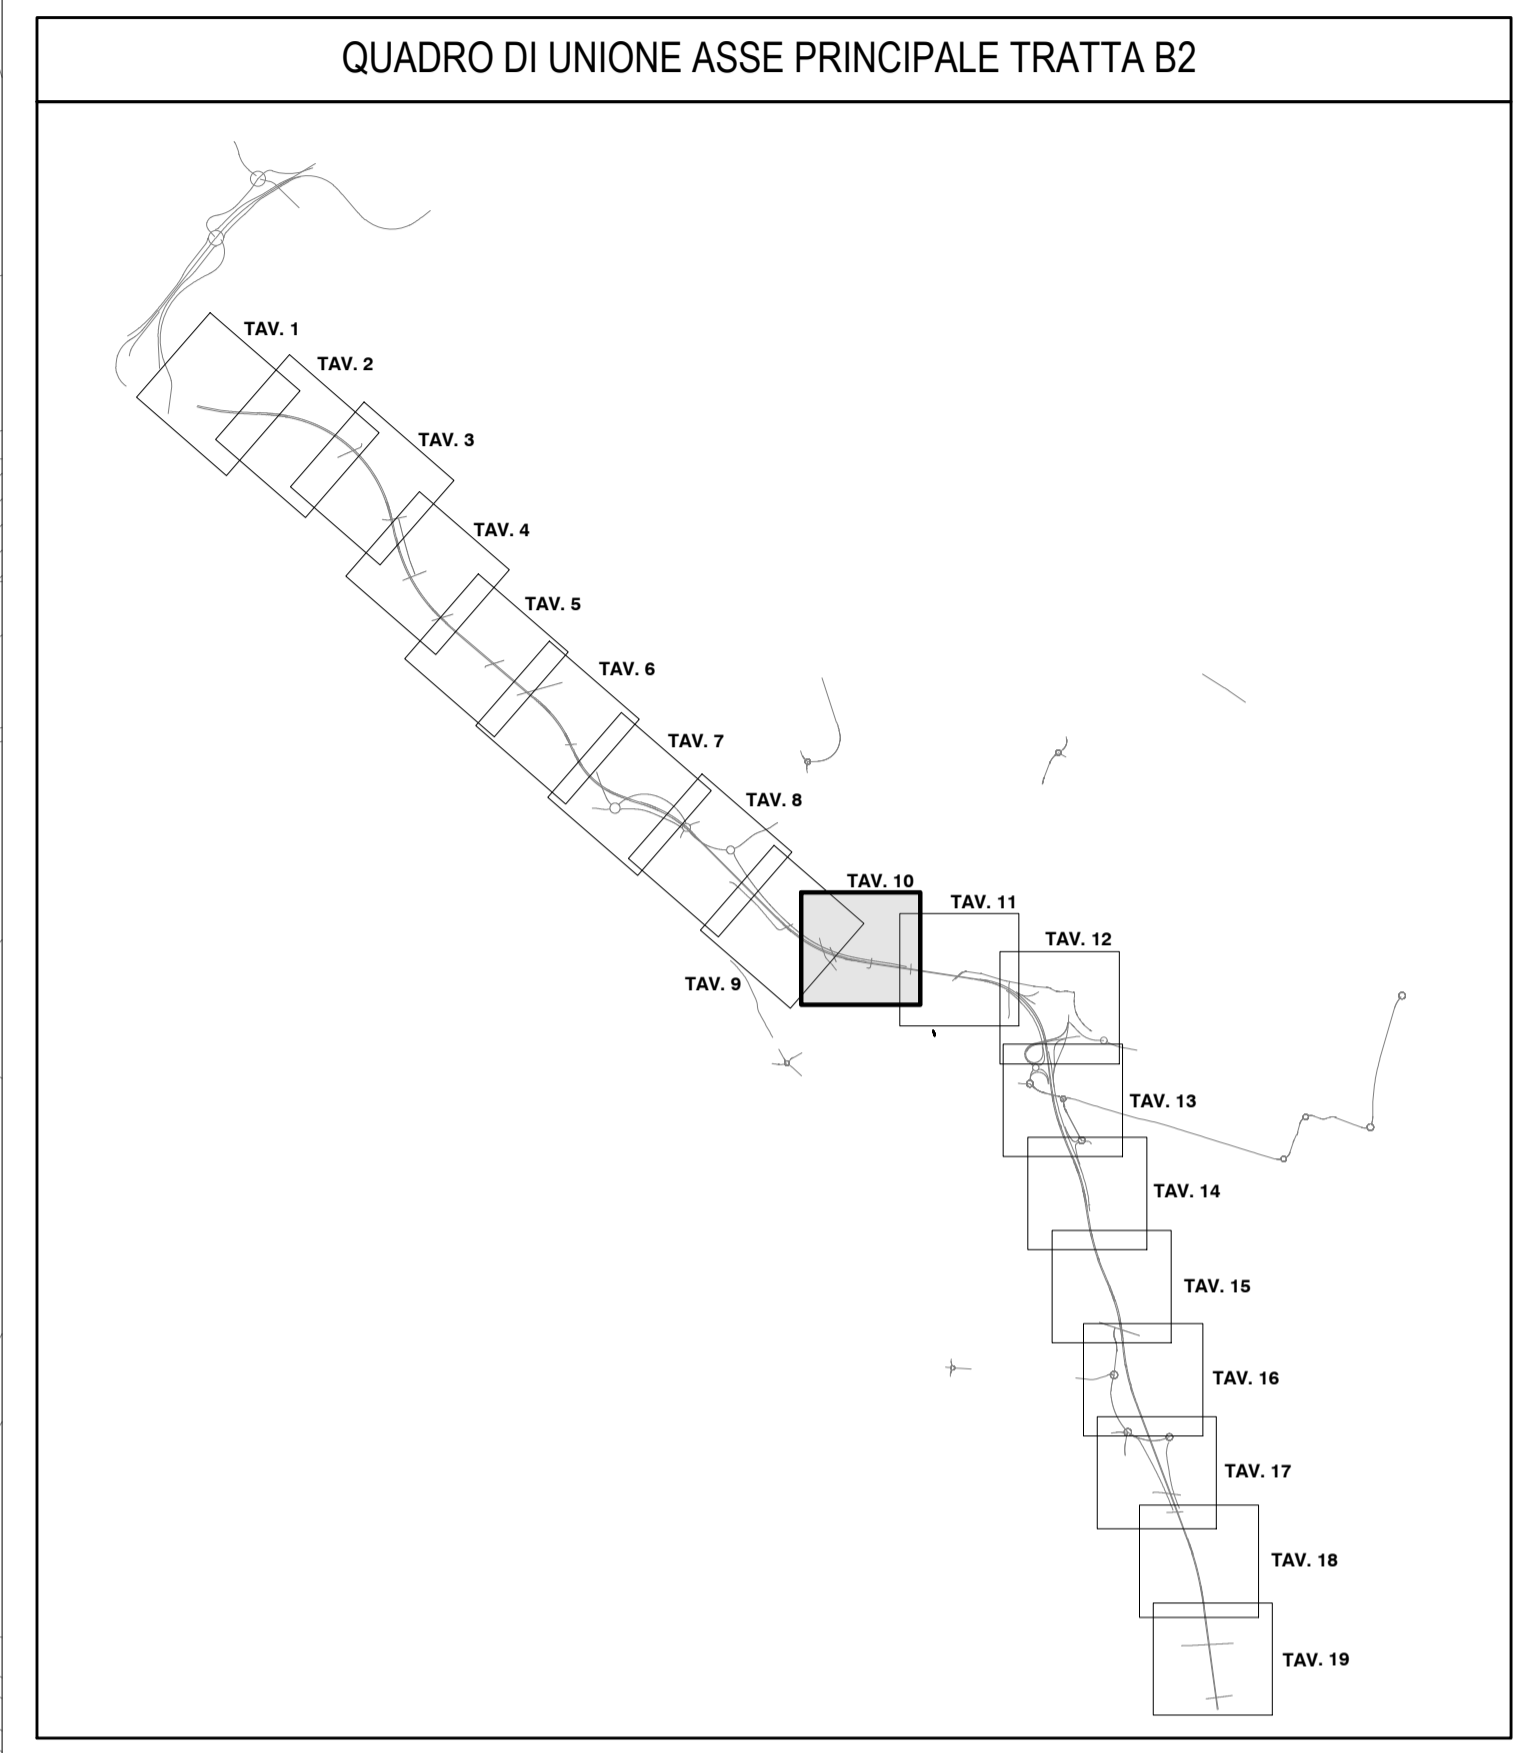 QUADRO DI UNIONE ASSE PRINCIPALE TRATTA B2
TAV. 1
TAV. 2
TAV. 3
TAV. 4
TAV. 5
TAV. 6
TAV. 7
TAV. 8
TAV. 9
TAV. 10
TAV. 11
TAV. 12
TAV. 13
TAV. 14
TAV. 15
TAV. 16
TAV. 17
TAV. 18
TAV. 19